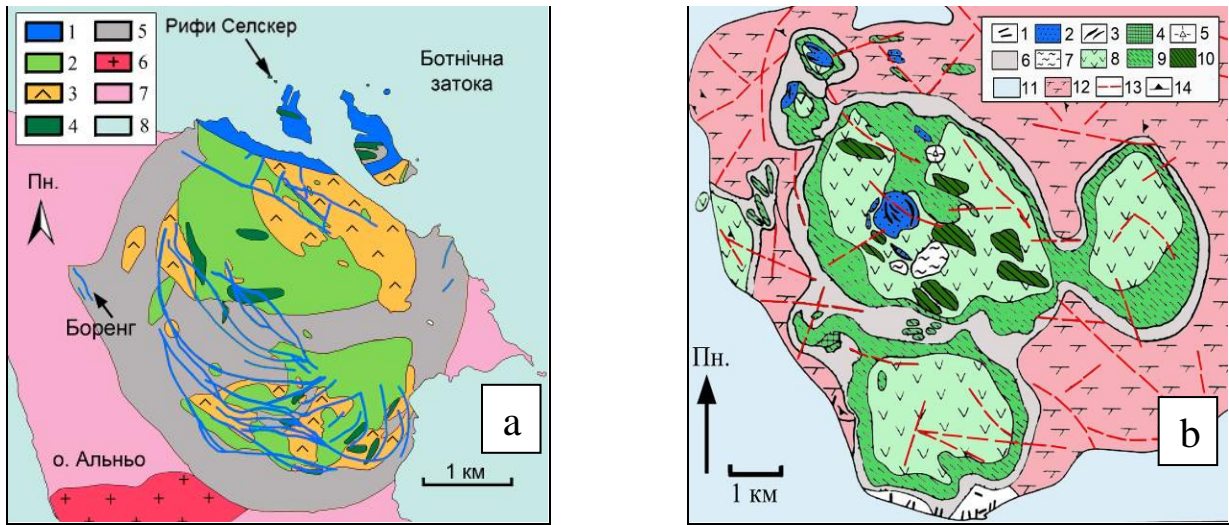 1 5
2 6
3 7
4 8
Рифи Селскер
Ботнічна
затока
Пн.
Боренг
о. Альньо
1 км
a
1 2 3 4 5
6 7 8 9 10
11 12 13 14
Пн.
1 км
b